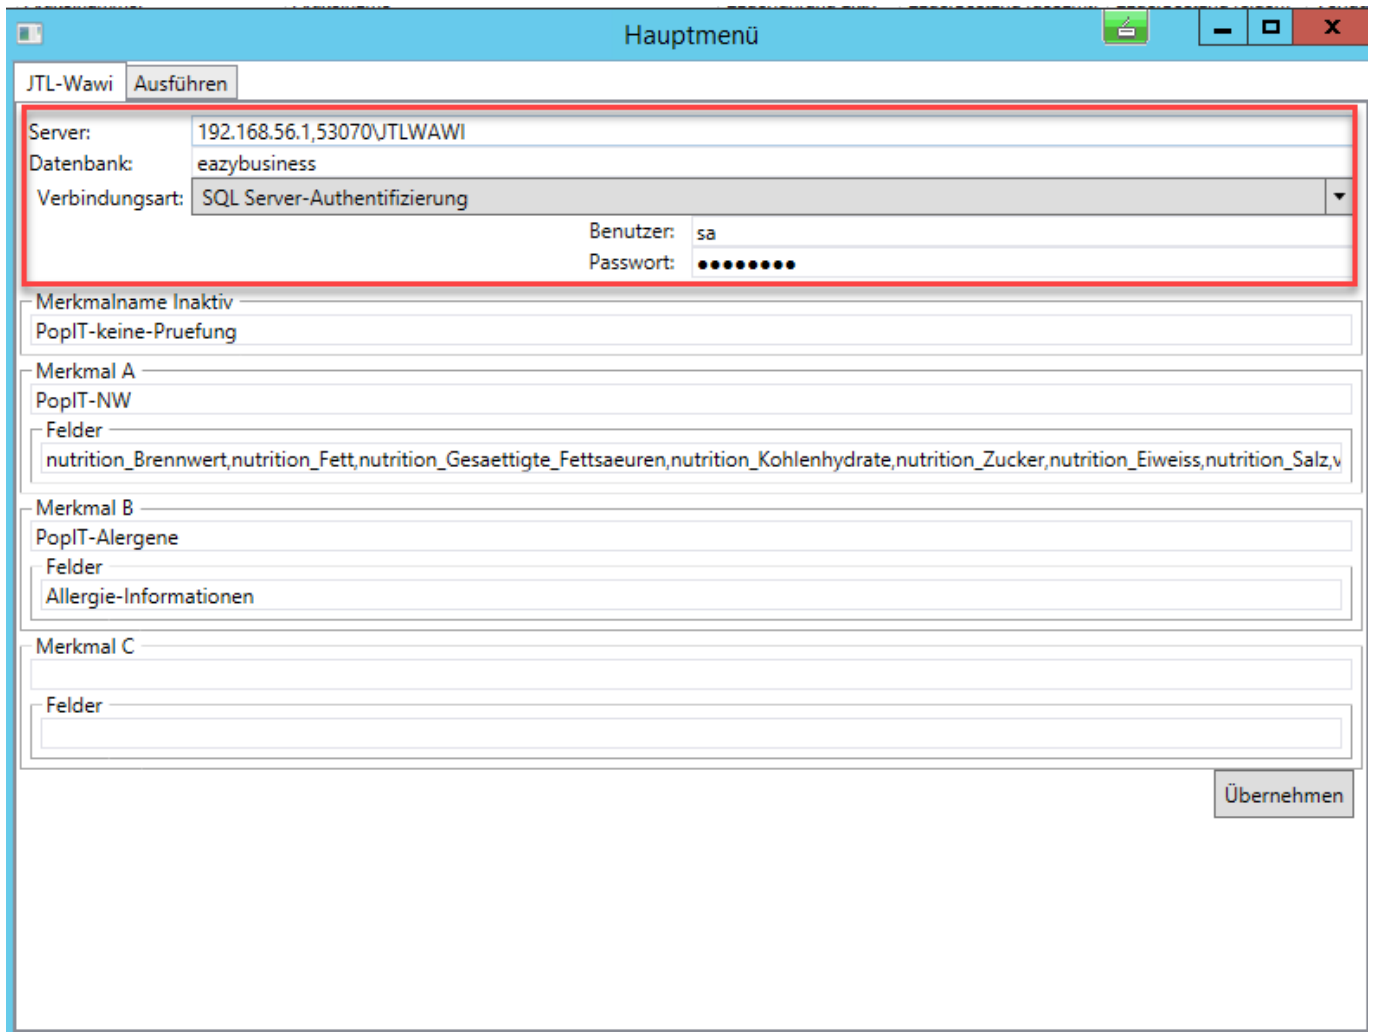 Hauptmenü
JTL-Wawi Ausführen
Server: 192.168.56.1,53070\JTLWAWI
Datenbank: eazybusiness
Verbindungsart: SQL Server-Authentifizierung
Benutzer: sa
Passwort: ●●●●●●●●
Merkmalname Inaktiv
PopIT-keine-Pruefung
Merkmal A
PopIT-NW
Felder
nutrition_Brennwert,nutrition_Fett,nutrition_Gesaettigte_Fettsaeuren,nutrition_Kohlenhydrate,nutrition_Zucker,nutrition_Eiweiss,nutrition_Salz,v
Merkmal B
PopIT-Alergene
Felder
Allergie-Informationen
Merkmal C
Felder
Übernehmen